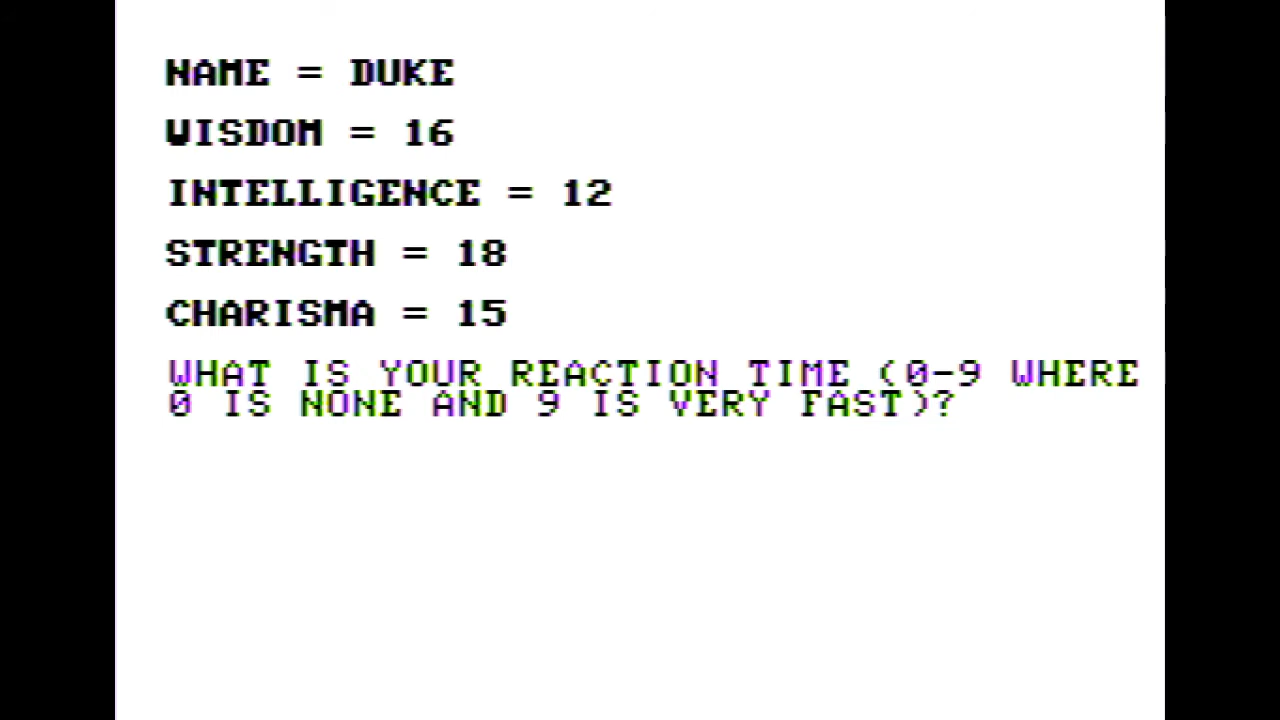 NAME = DUKE
WISDOM = 16
INTELLIGENCE = 12
STRENGTH = 18
CHARISMA = 15
WHAT IS YOUR REACTION TIME (0-9 WHERE
0 IS NONE AND 9 IS VERY FAST)?